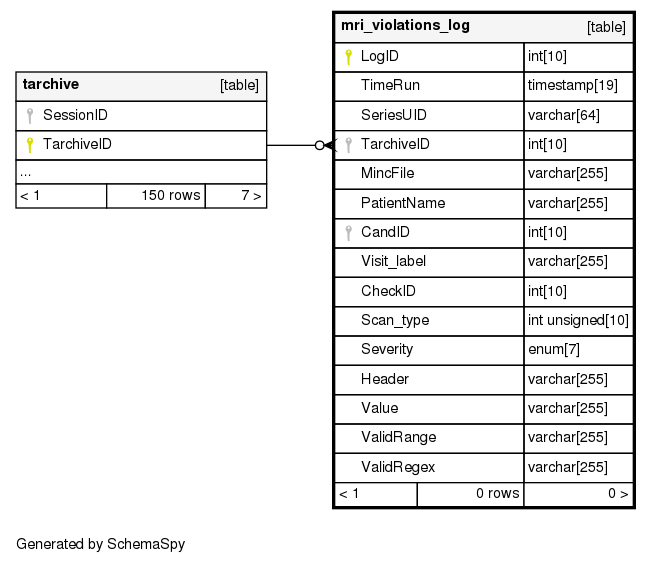 tarchive [table]
SessionID
TarchiveID
...
< 1 150 rows 7 >
mri_violations_log [table]
LogID int[10]
TimeRun timestamp[19]
SeriesUID varchar[64]
TarchiveID int[10]
MincFile varchar[255]
PatientName varchar[255]
CandID int[10]
Visit_label varchar[255]
CheckID int[10]
Scan_type int unsigned[10]
Severity enum[7]
Header varchar[255]
Value varchar[255]
ValidRange varchar[255]
ValidRegex varchar[255]
< 1 0 rows 0 >
Generated by SchemaSpy